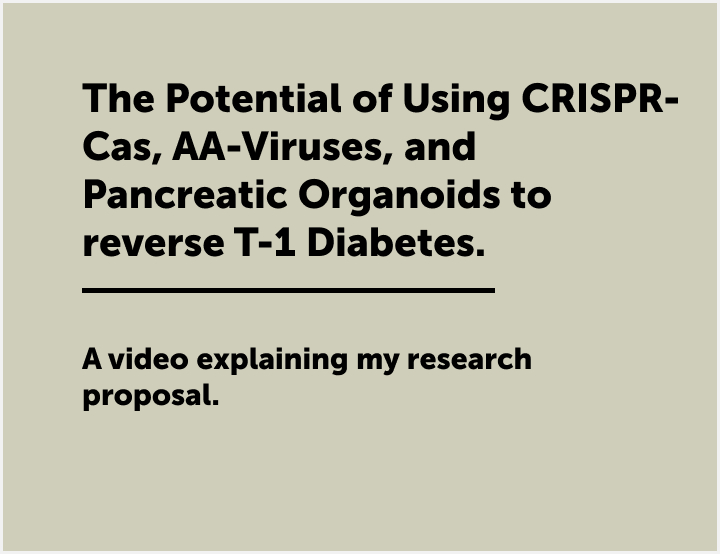 The Potential of Using CRISPR-
Cas, AA-Viruses, and
Pancreatic Organoids to
reverse T-1 Diabetes.
A video explaining my research
proposal.